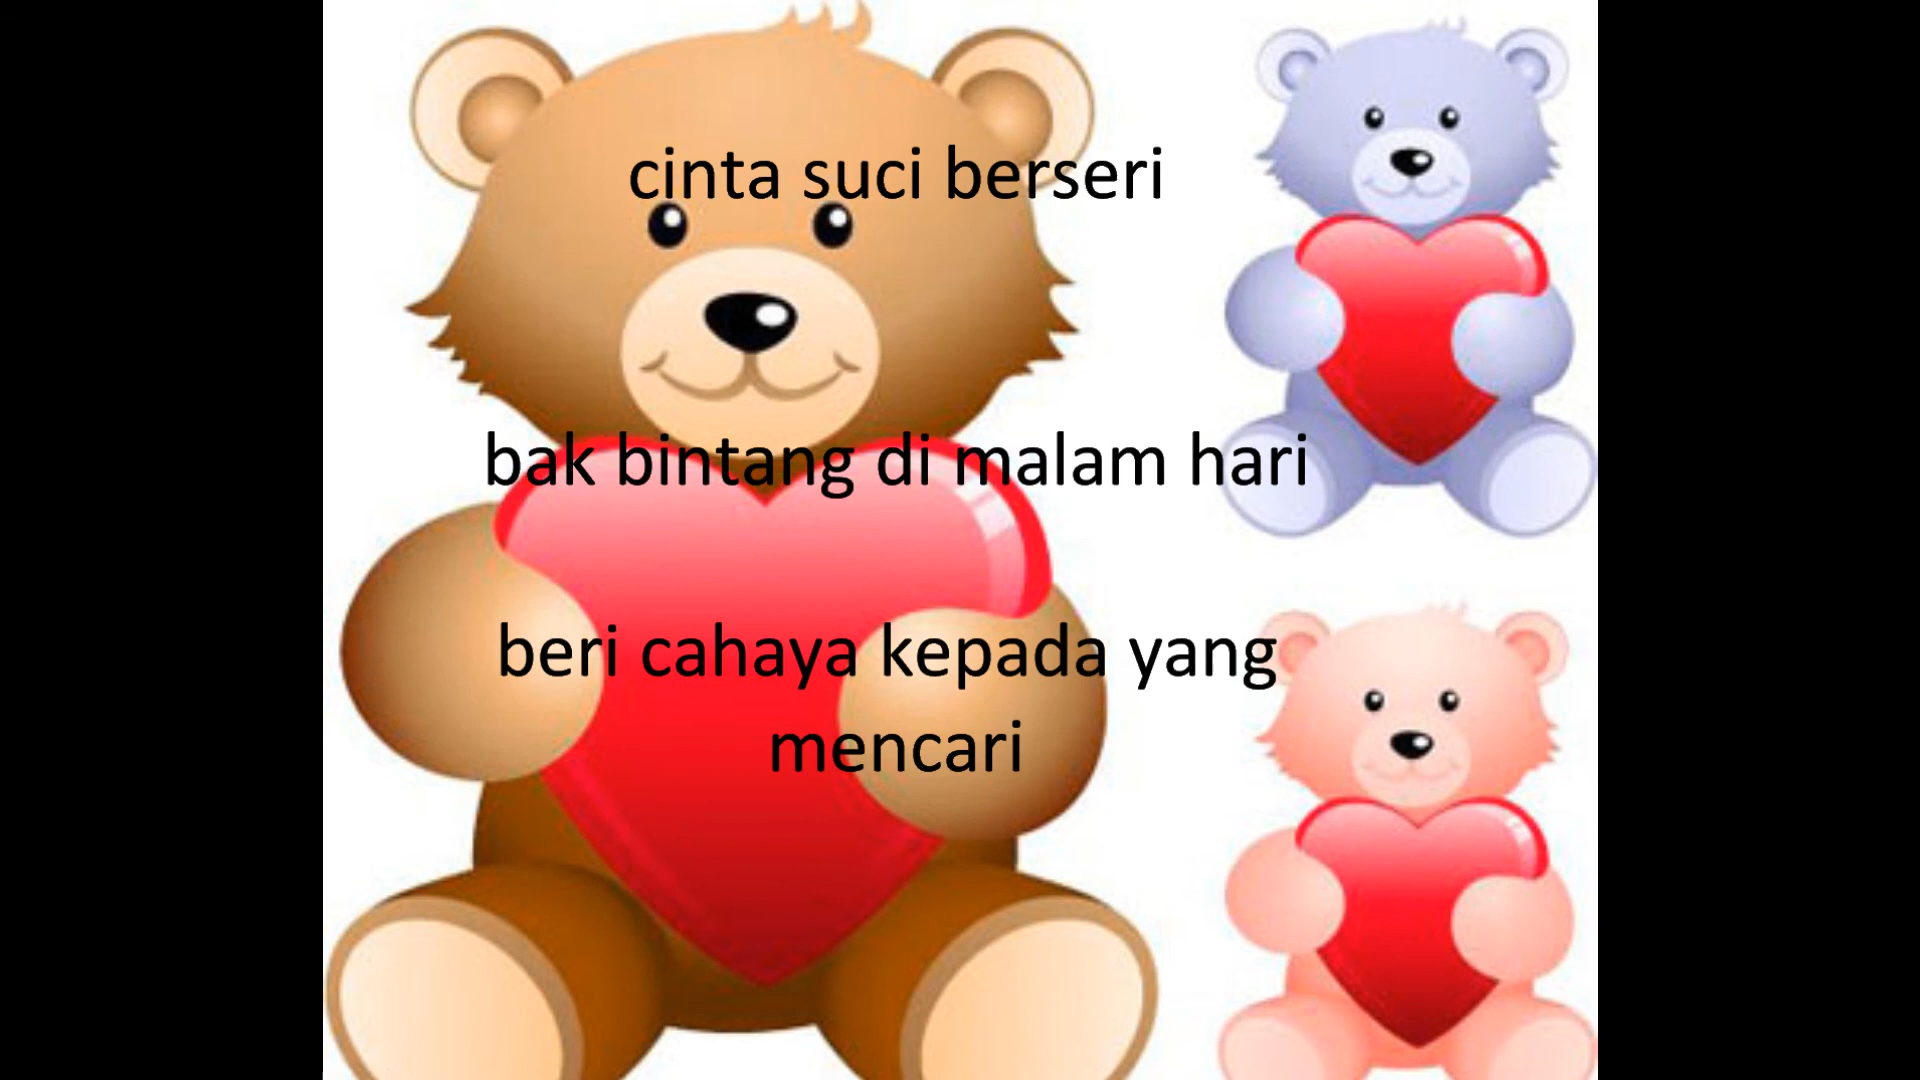 cinta suci berseri
bak bintang di malam hari
beri cahaya kepada yang
mencari